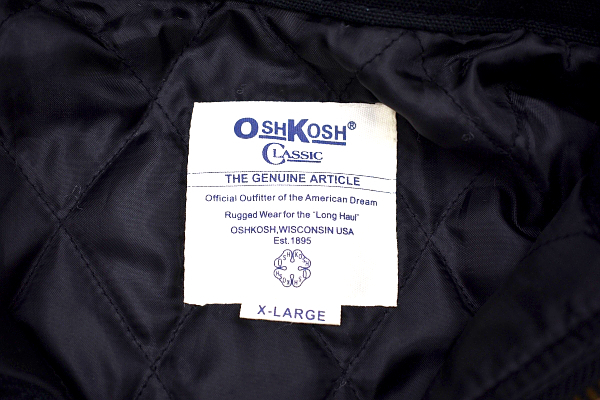 OSHKOSH®
CLASSIC
THE GENUINE ARTICLE
Official Outfitter of the American Dream
Rugged Wear for the "Long Haul"
OSHKOSH,WISCONSIN USA
Est.1895
X-LARGE